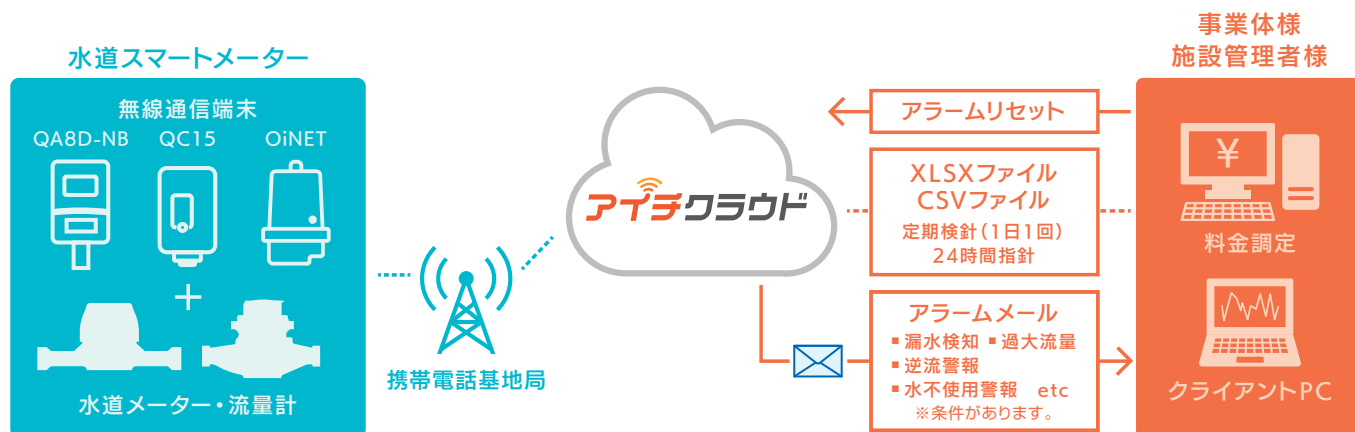 水道スマートメーター
無線通信端末
QA8D-NB QC15 OiNET
+
水道メーター・流量計
携帯電話基地局
アイチクラウド
アラームリセット
XLSXファイル
CSVファイル
定期検針(1日1回)
24時間指針
アラームメール
▪漏水検知 ▪過大流量
▪逆流警報
▪水不使用警報 etc
※条件があります。
事業体様
施設管理者様
¥
料金調定
クライアントPC